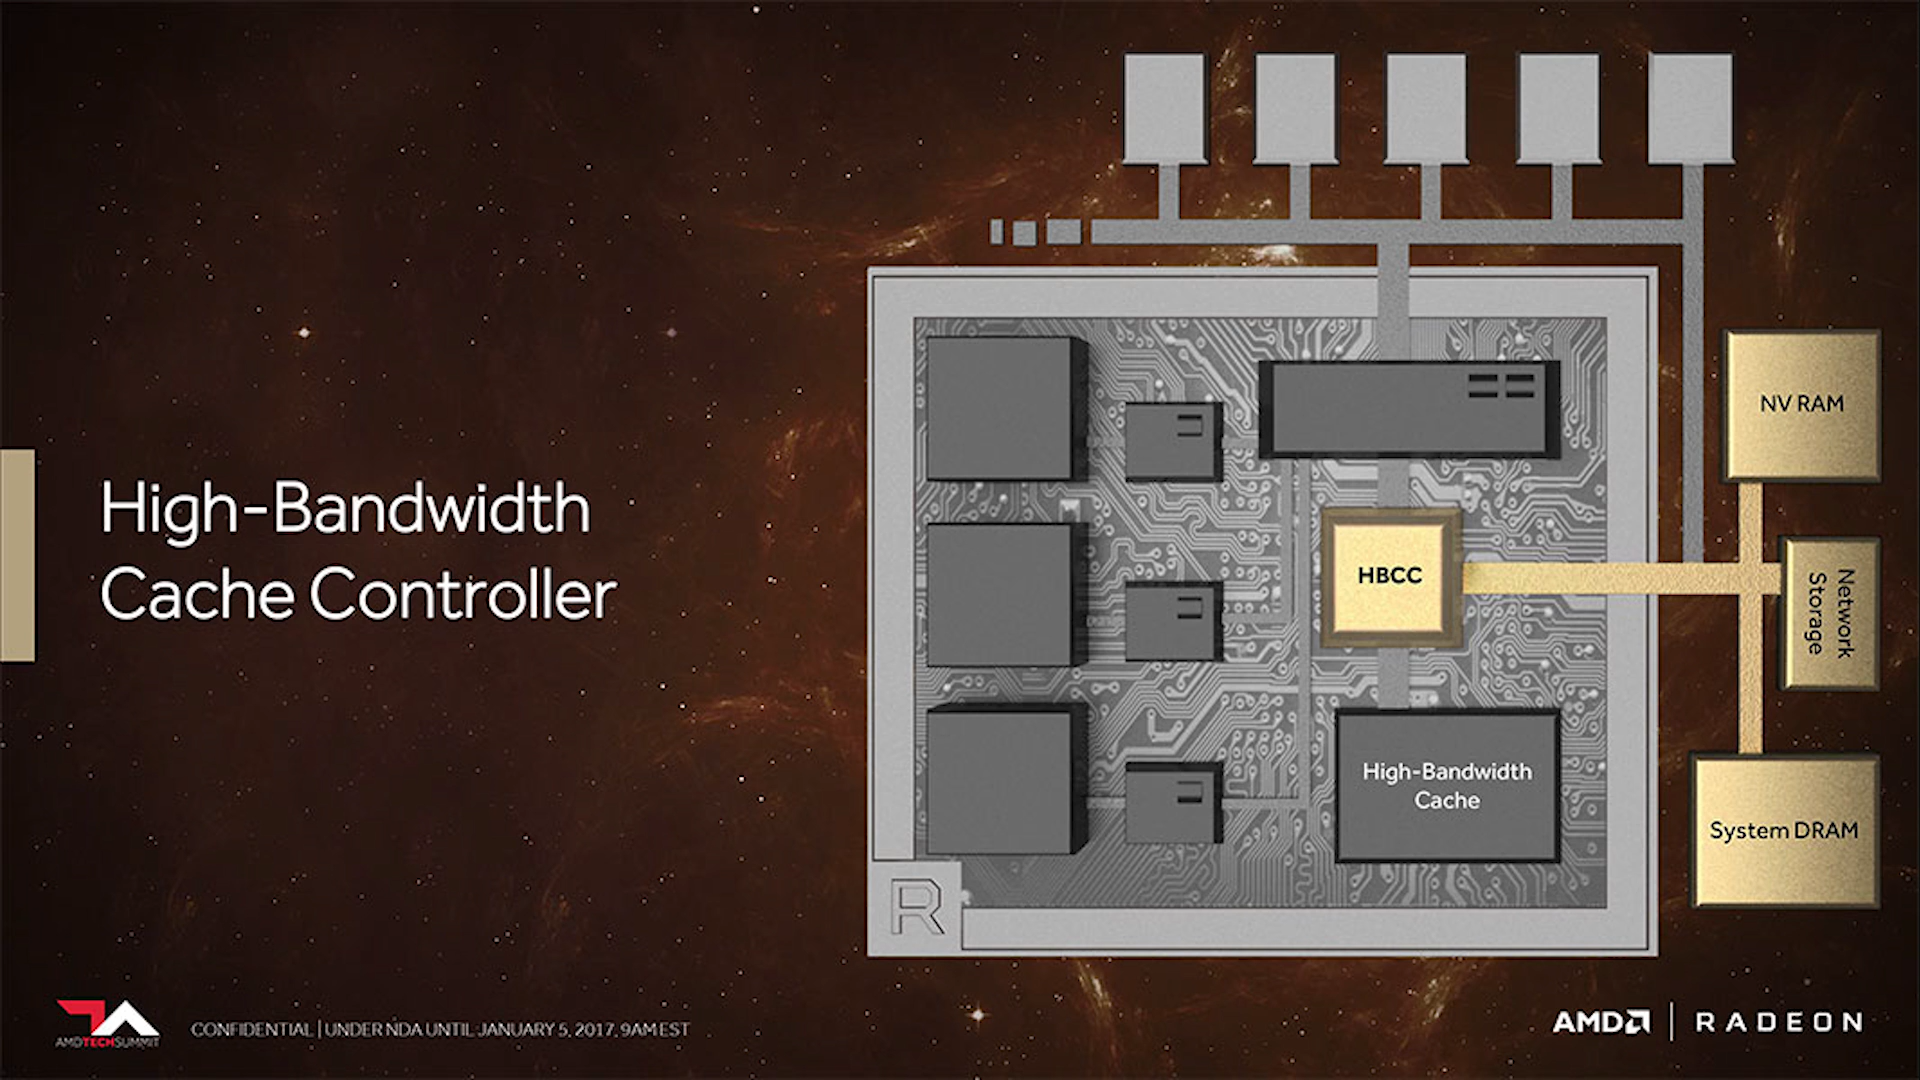 High-Bandwidth
Cache Controller
NV RAM
HBCC
Network
Storage
High-Bandwidth
Cache
System DRAM
R
AMDTECHSUMMIT
CONFIDENTIAL | UNDER NDA UNTIL JANUARY 5, 2017, 9AM EST
AMD | RADEON